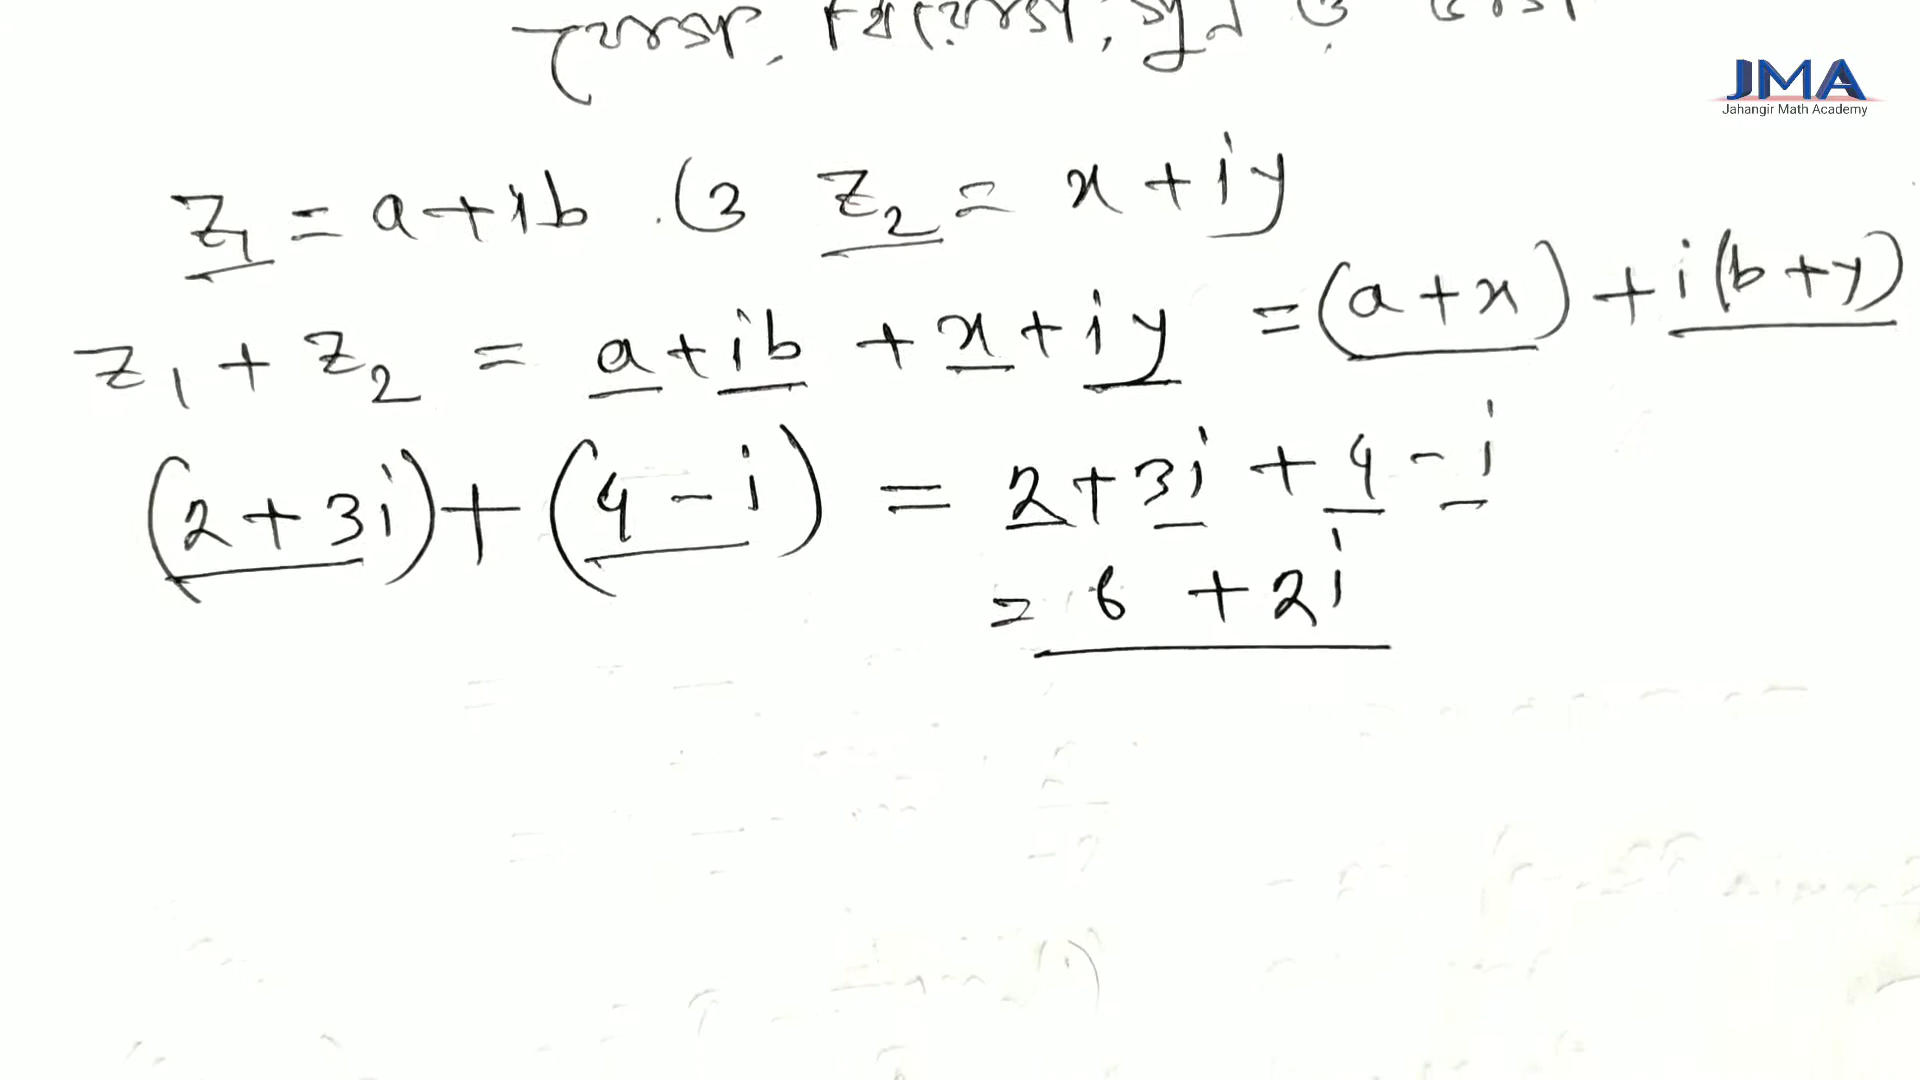 যোগ, বিয়োগ, গুন ও ভাগ
JMA
Jahangir Math Academy
z₁ = a+ib ও z₂ = x+iy
z₁ + z₂ = a+ib + x+iy = (a+x) + i(b+y)
(2+3i)+(4-i) = 2+3i+4-i
= 6 +2i